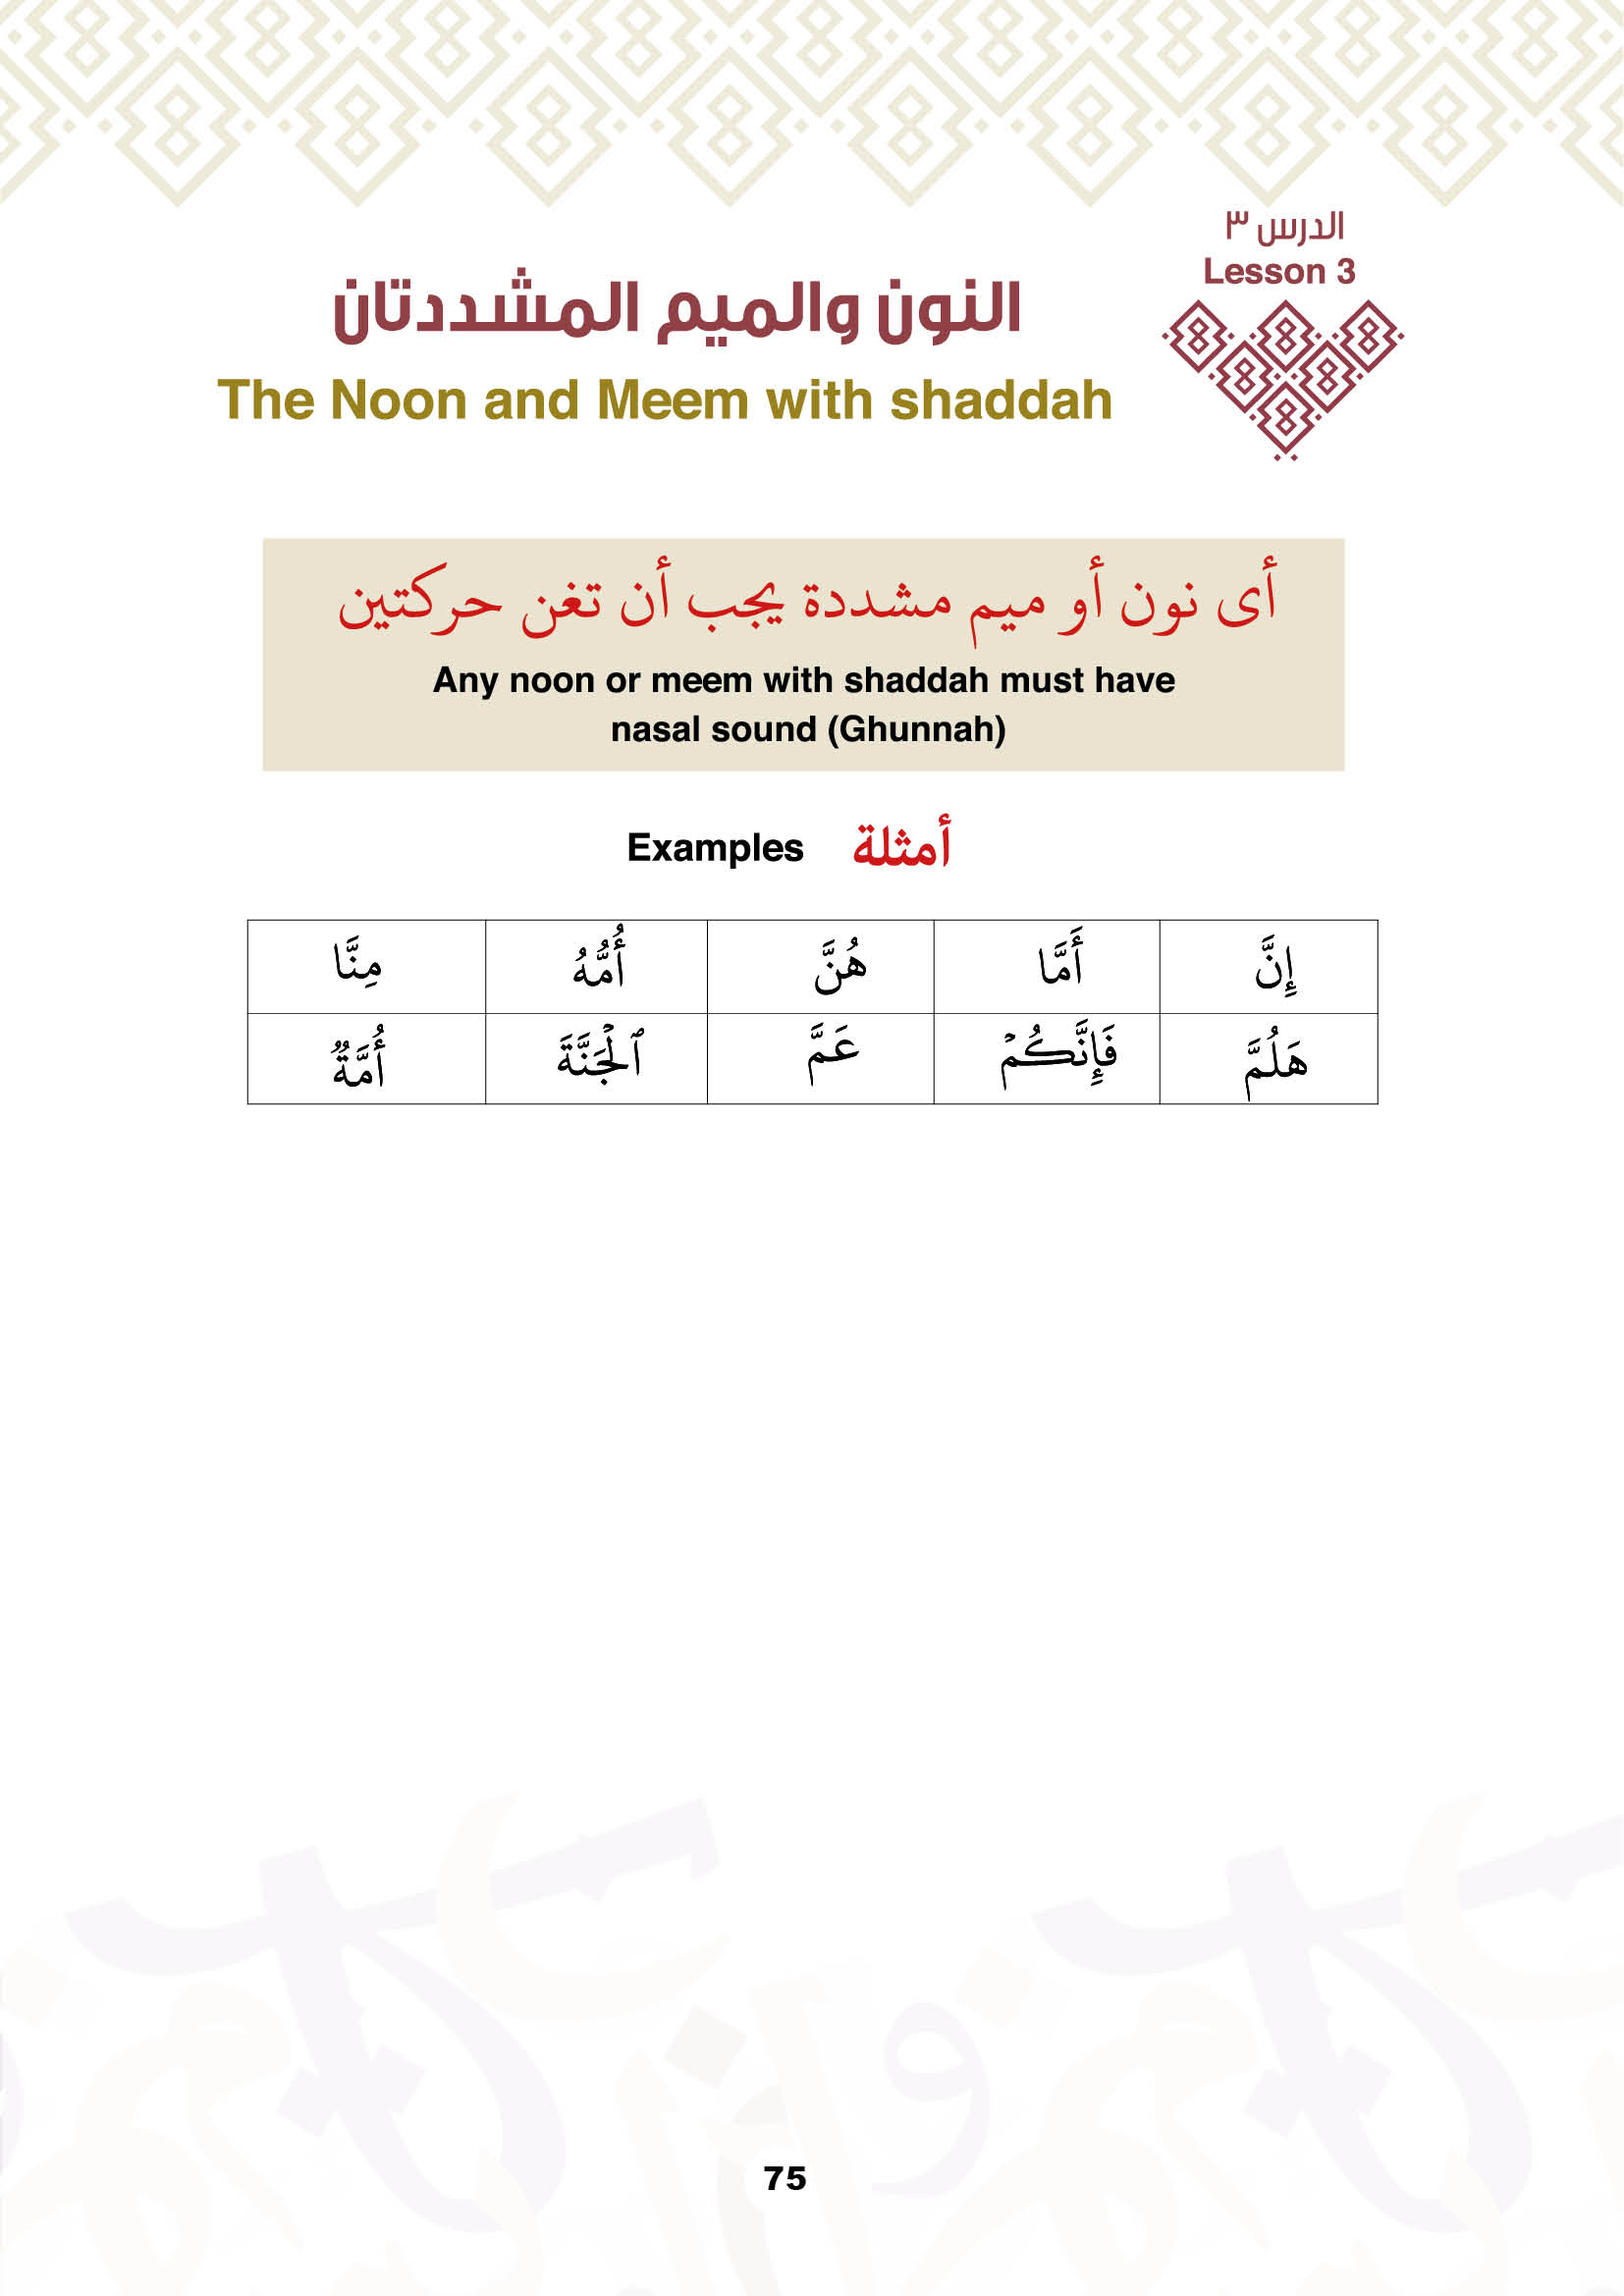 الدرس ٣
Lesson 3
النون والميم المشددتان
The Noon and Meem with shaddah
أى نون أو ميم مشددة يجب أن تغن حركتين
Any noon or meem with shaddah must have
nasal sound (Ghunnah)
أمثلة Examples
إِنَّ أَمَّا هُنَّ أُمُّهُ مِنَّا
هَلُمَّ فَإِنَّكُمۡ عَمَّ ٱلۡجَنَّةَ أُمَّةٌ
75